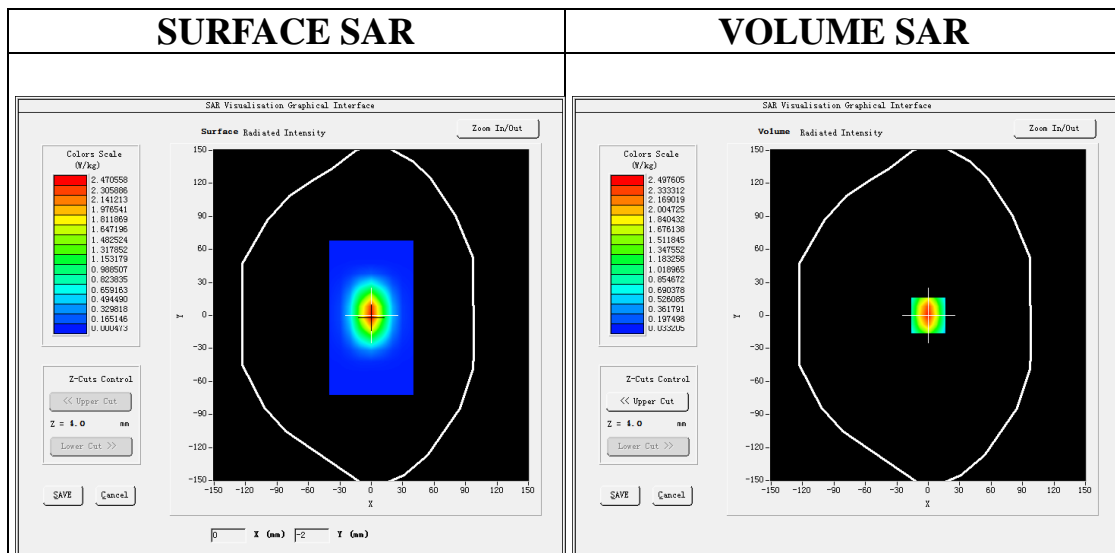 SURFACE SAR
VOLUME SAR
SAR Visualisation Graphical Interface
Surface Radiated Intensity
Zoom In/Out
Colors Scale
(W/kg)
2.470558
2.305886
2.141213
1.976541
1.811869
1.647196
1.482524
1.317852
1.153179
0.988507
0.823835
0.659163
0.494490
0.329818
0.165146
0.000473
Z-Cuts Control
<< Upper Cut
Z = 4.0 mm
Lower Cut >>
SAVE
Cancel
150
120
90
60
30
0
-30
-60
-90
-120
-150
Y
-150 -120 -90 -60 -30 0 30 60 90 120 150
X
0 X (mm) -2 Y (mm)
SAR Visualisation Graphical Interface
Volume Radiated Intensity
Zoom In/Out
Colors Scale
(W/kg)
2.497605
2.333312
2.169019
2.004725
1.840432
1.676138
1.511845
1.347552
1.183258
1.018965
0.854672
0.690378
0.526085
0.361791
0.197498
0.033205
Z-Cuts Control
<< Upper Cut
Z = 4.0 mm
Lower Cut >>
SAVE
Cancel
150
120
90
60
30
0
-30
-60
-90
-120
-150
Y
-150 -120 -90 -60 -30 0 30 60 90 120 150
X